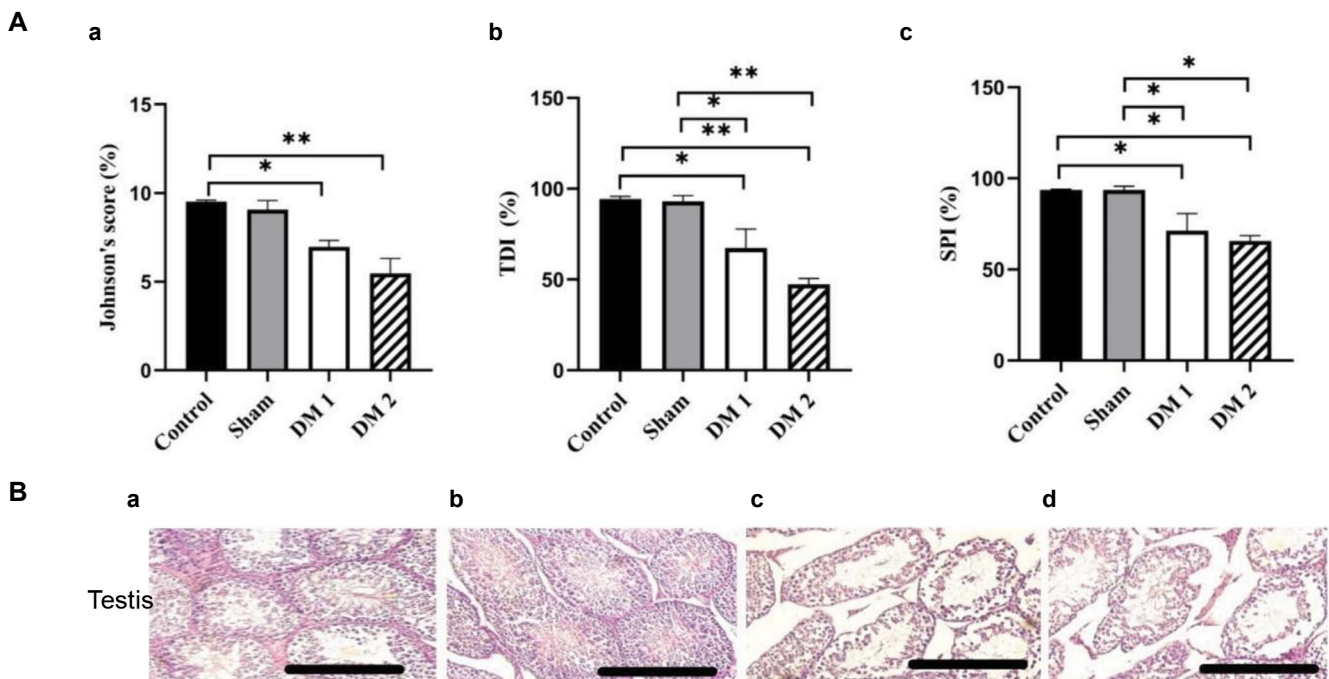 A
a
b
c
15
10
5
0
Johnson's score (%)
**
*
Control
Sham
DM 1
DM 2
150
100
50
0
TDI (%)
**
*
**
*
Control
Sham
DM 1
DM 2
150
100
50
0
SPI (%)
*
*
*
*
Control
Sham
DM 1
DM 2
B
a
b
c
d
Testis